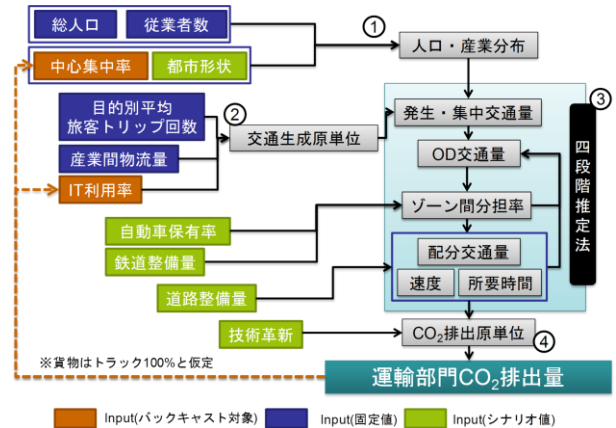 総人口
従業者数
①
人口・産業分布
中心集中率
都市形状
③
目的別平均
旅客トリップ回数
②
交通生成原単位
発生・集中交通量
四段階推定法
産業間物流量
OD交通量
IT利用率
ゾーン間分担率
自動車保有率
鉄道整備量
配分交通量
速度
所要時間
道路整備量
技術革新
CO₂排出原単位
④
※貨物はトラック100%と仮定
運輸部門CO₂排出量
Input(バックキャスト対象)
Input(固定値)
Input(シナリオ値)